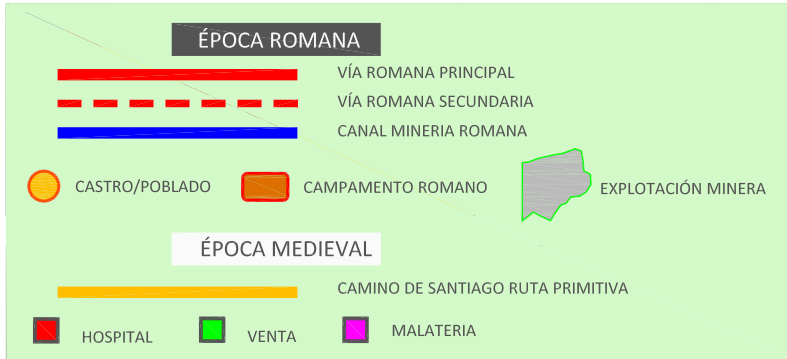 ÉPOCA ROMANA
VÍA ROMANA PRINCIPAL
VÍA ROMANA SECUNDARIA
CANAL MINERIA ROMANA
CASTRO/POBLADO
CAMPAMENTO ROMANO
EXPLOTACIÓN MINERA
ÉPOCA MEDIEVAL
CAMINO DE SANTIAGO RUTA PRIMITIVA
HOSPITAL
VENTA
MALATERIA